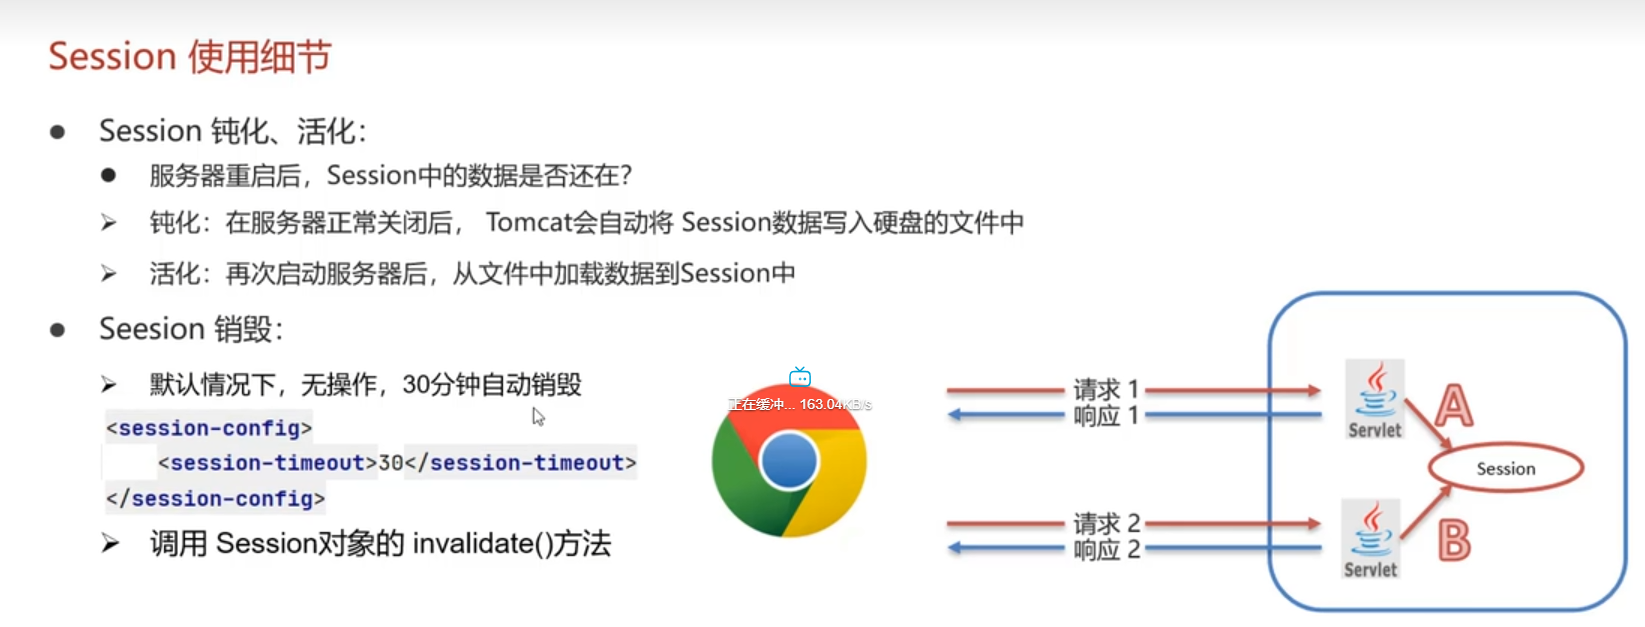 Session 使用细节
● Session 钝化、活化：
● 服务器重启后，Session中的数据是否还在？
➢ 钝化：在服务器正常关闭后， Tomcat会自动将 Session数据写入硬盘的文件中
➢ 活化：再次启动服务器后，从文件中加载数据到Session中
● Seesion 销毁：
➢ 默认情况下，无操作，30分钟自动销毁
<session-config>
<session-timeout>30</session-timeout>
</session-config>
➢ 调用 Session对象的 invalidate()方法
正在缓冲... 163.04KB/s
请求 1
响应 1
Servlet
A
Session
请求 2
响应 2
Servlet
B